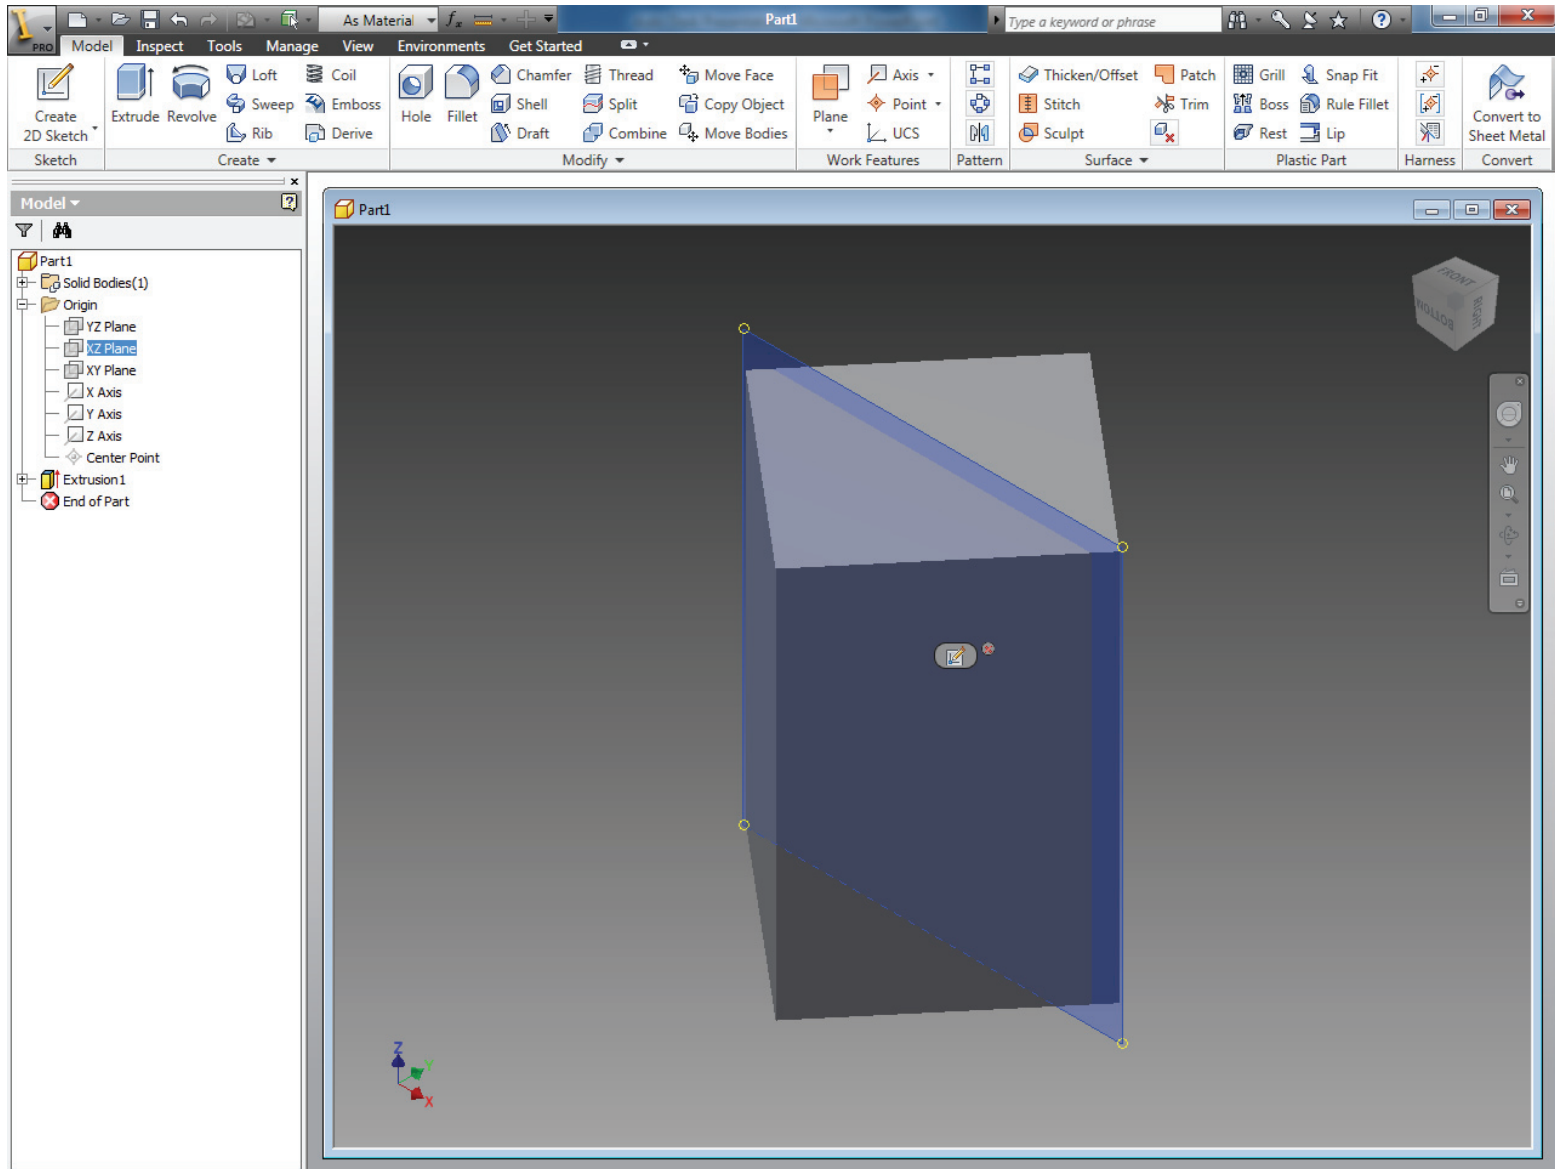 As Material fx Part1 Type a keyword or phrase
PRO Model Inspect Tools Manage View Environments Get Started
Loft Coil Chamfer Thread Move Face Axis Thicken/Offset Patch Grill Snap Fit
Create 2D Sketch Extrude Revolve Sweep Emboss Hole Fillet Shell Split Copy Object Plane Point Stitch Trim Boss Rule Fillet Convert to Sheet Metal
Rib Derive Draft Combine Move Bodies UCS Sculpt Rest Lip
Sketch Create Modify Work Features Pattern Surface Plastic Part Harness Convert
Model
Part1
Part1
Solid Bodies(1)
Origin
YZ Plane
XZ Plane
XY Plane
X Axis
Y Axis
Z Axis
Center Point
Extrusion1
End of Part
FRONT
BOTTOM
RIGHT
Z
Y
X